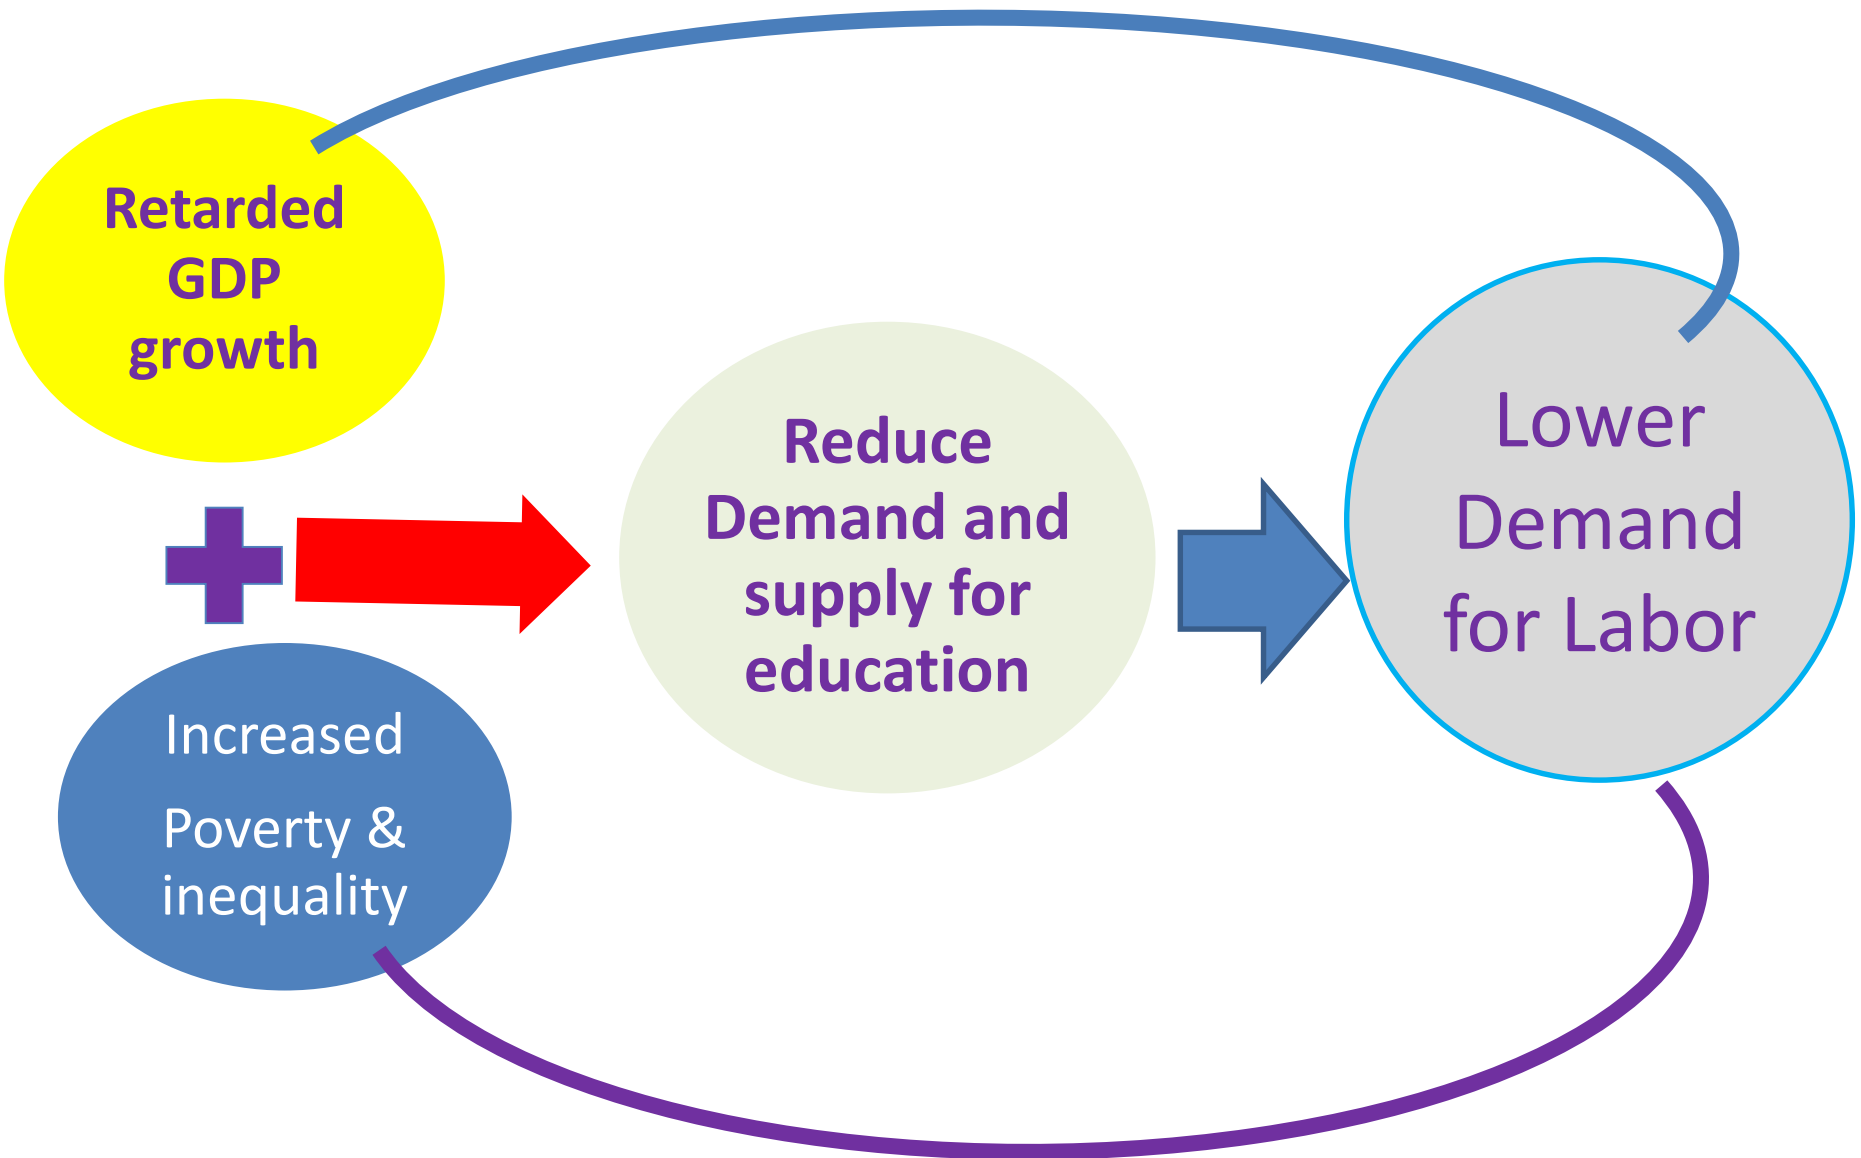 Retarded
GDP
growth
Reduce
Demand and
supply for
education
Lower
Demand
for Labor
Increased
Poverty &
inequality